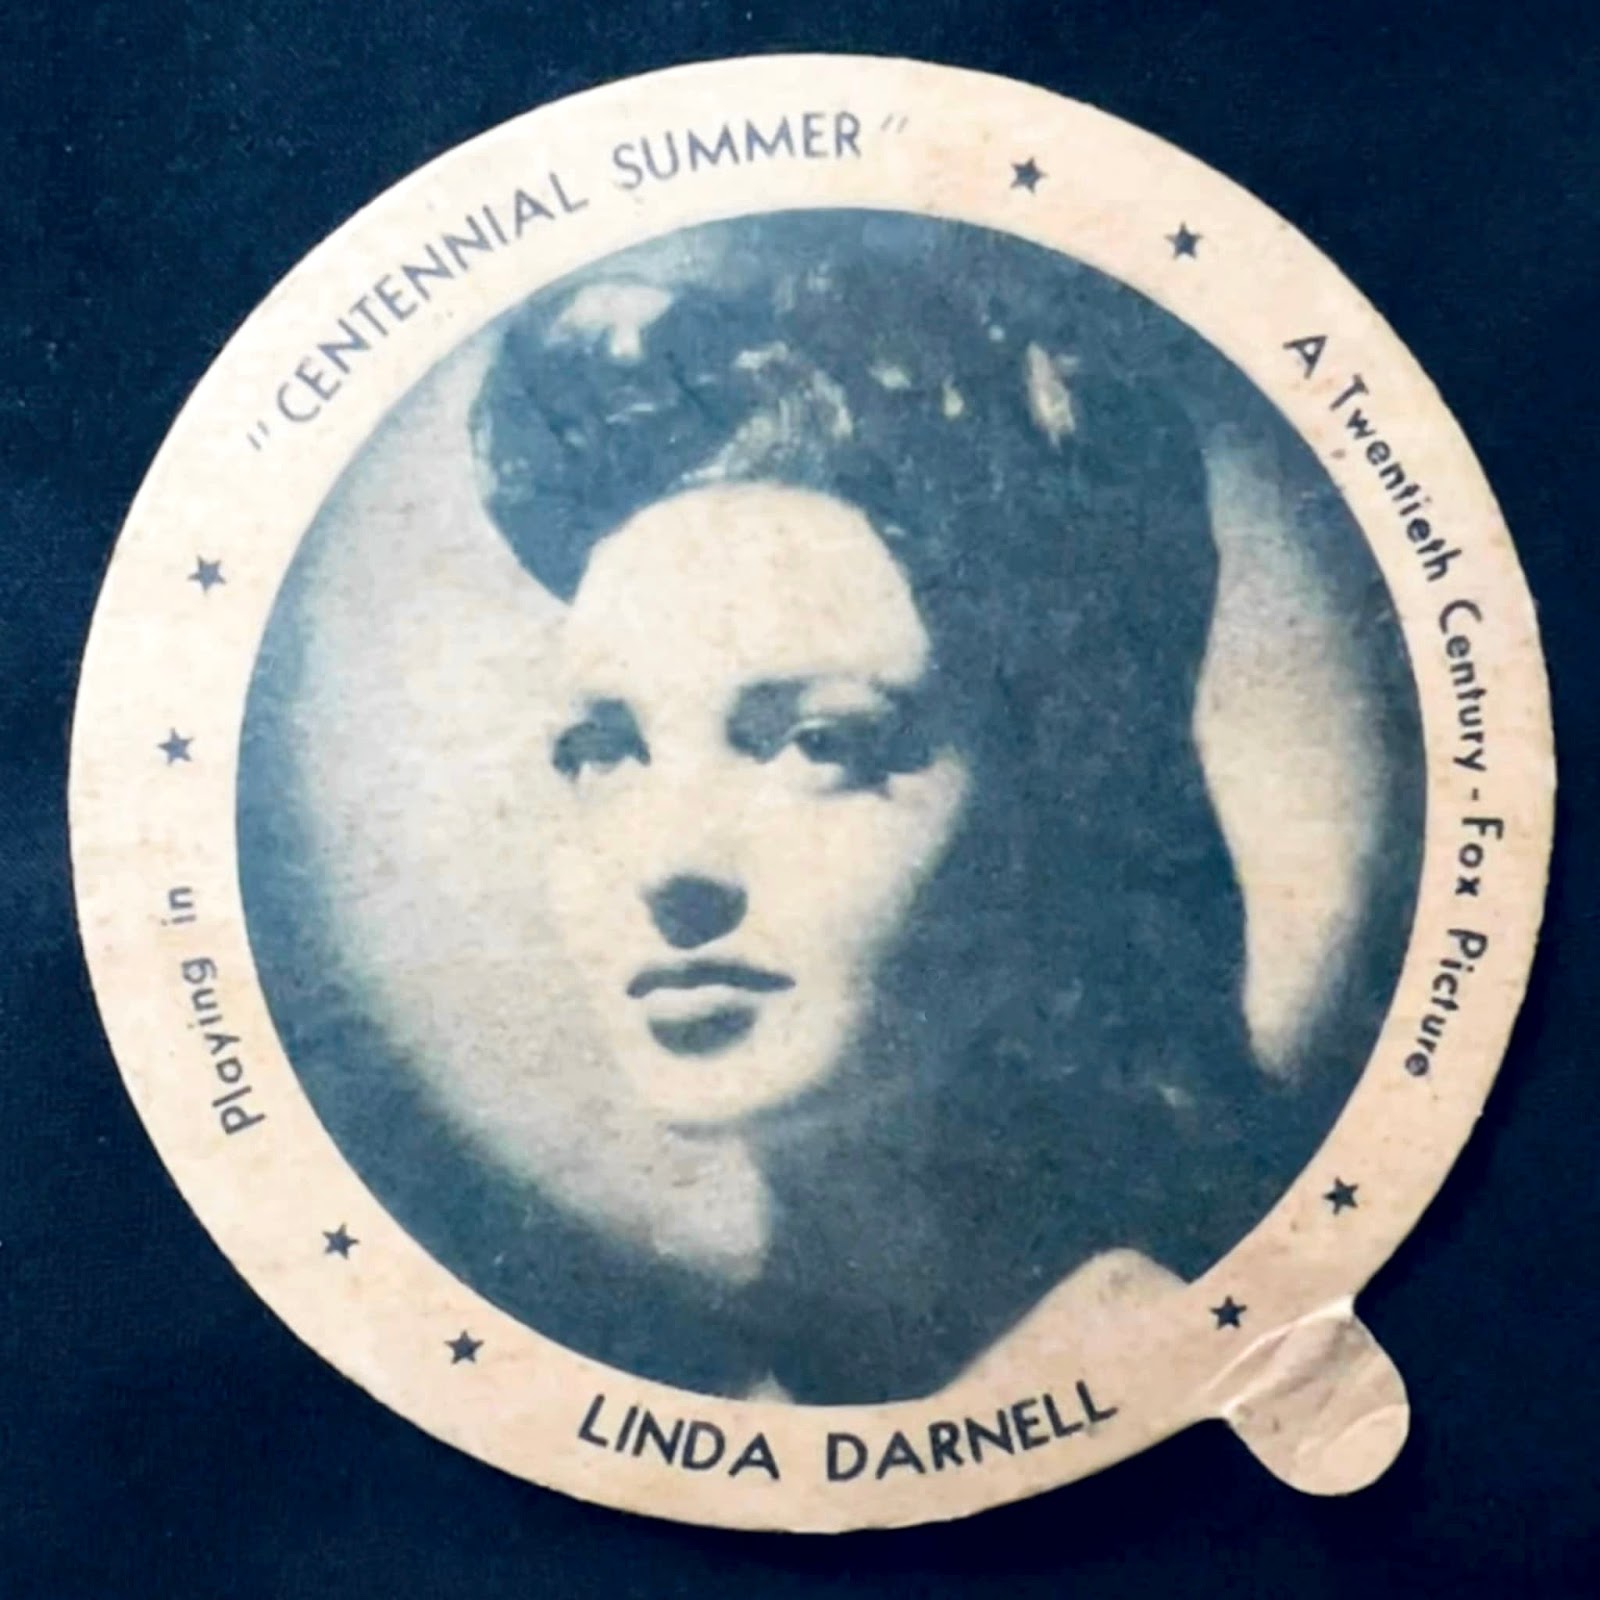 LINDA DARNELL
Playing in
"CENTENNIAL SUMMER"
A Twentieth Century - Fox Picture